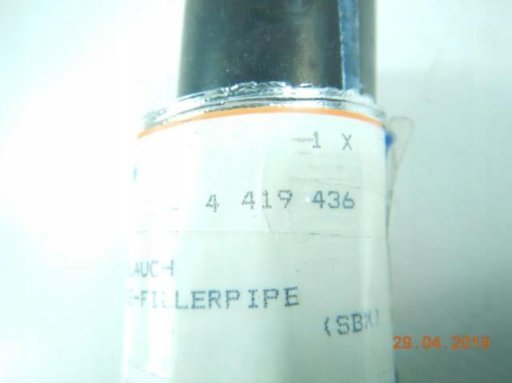 1 X
4 419 436
LAUCH
E-FILLERPIPE
(SBX)
29.04.2019